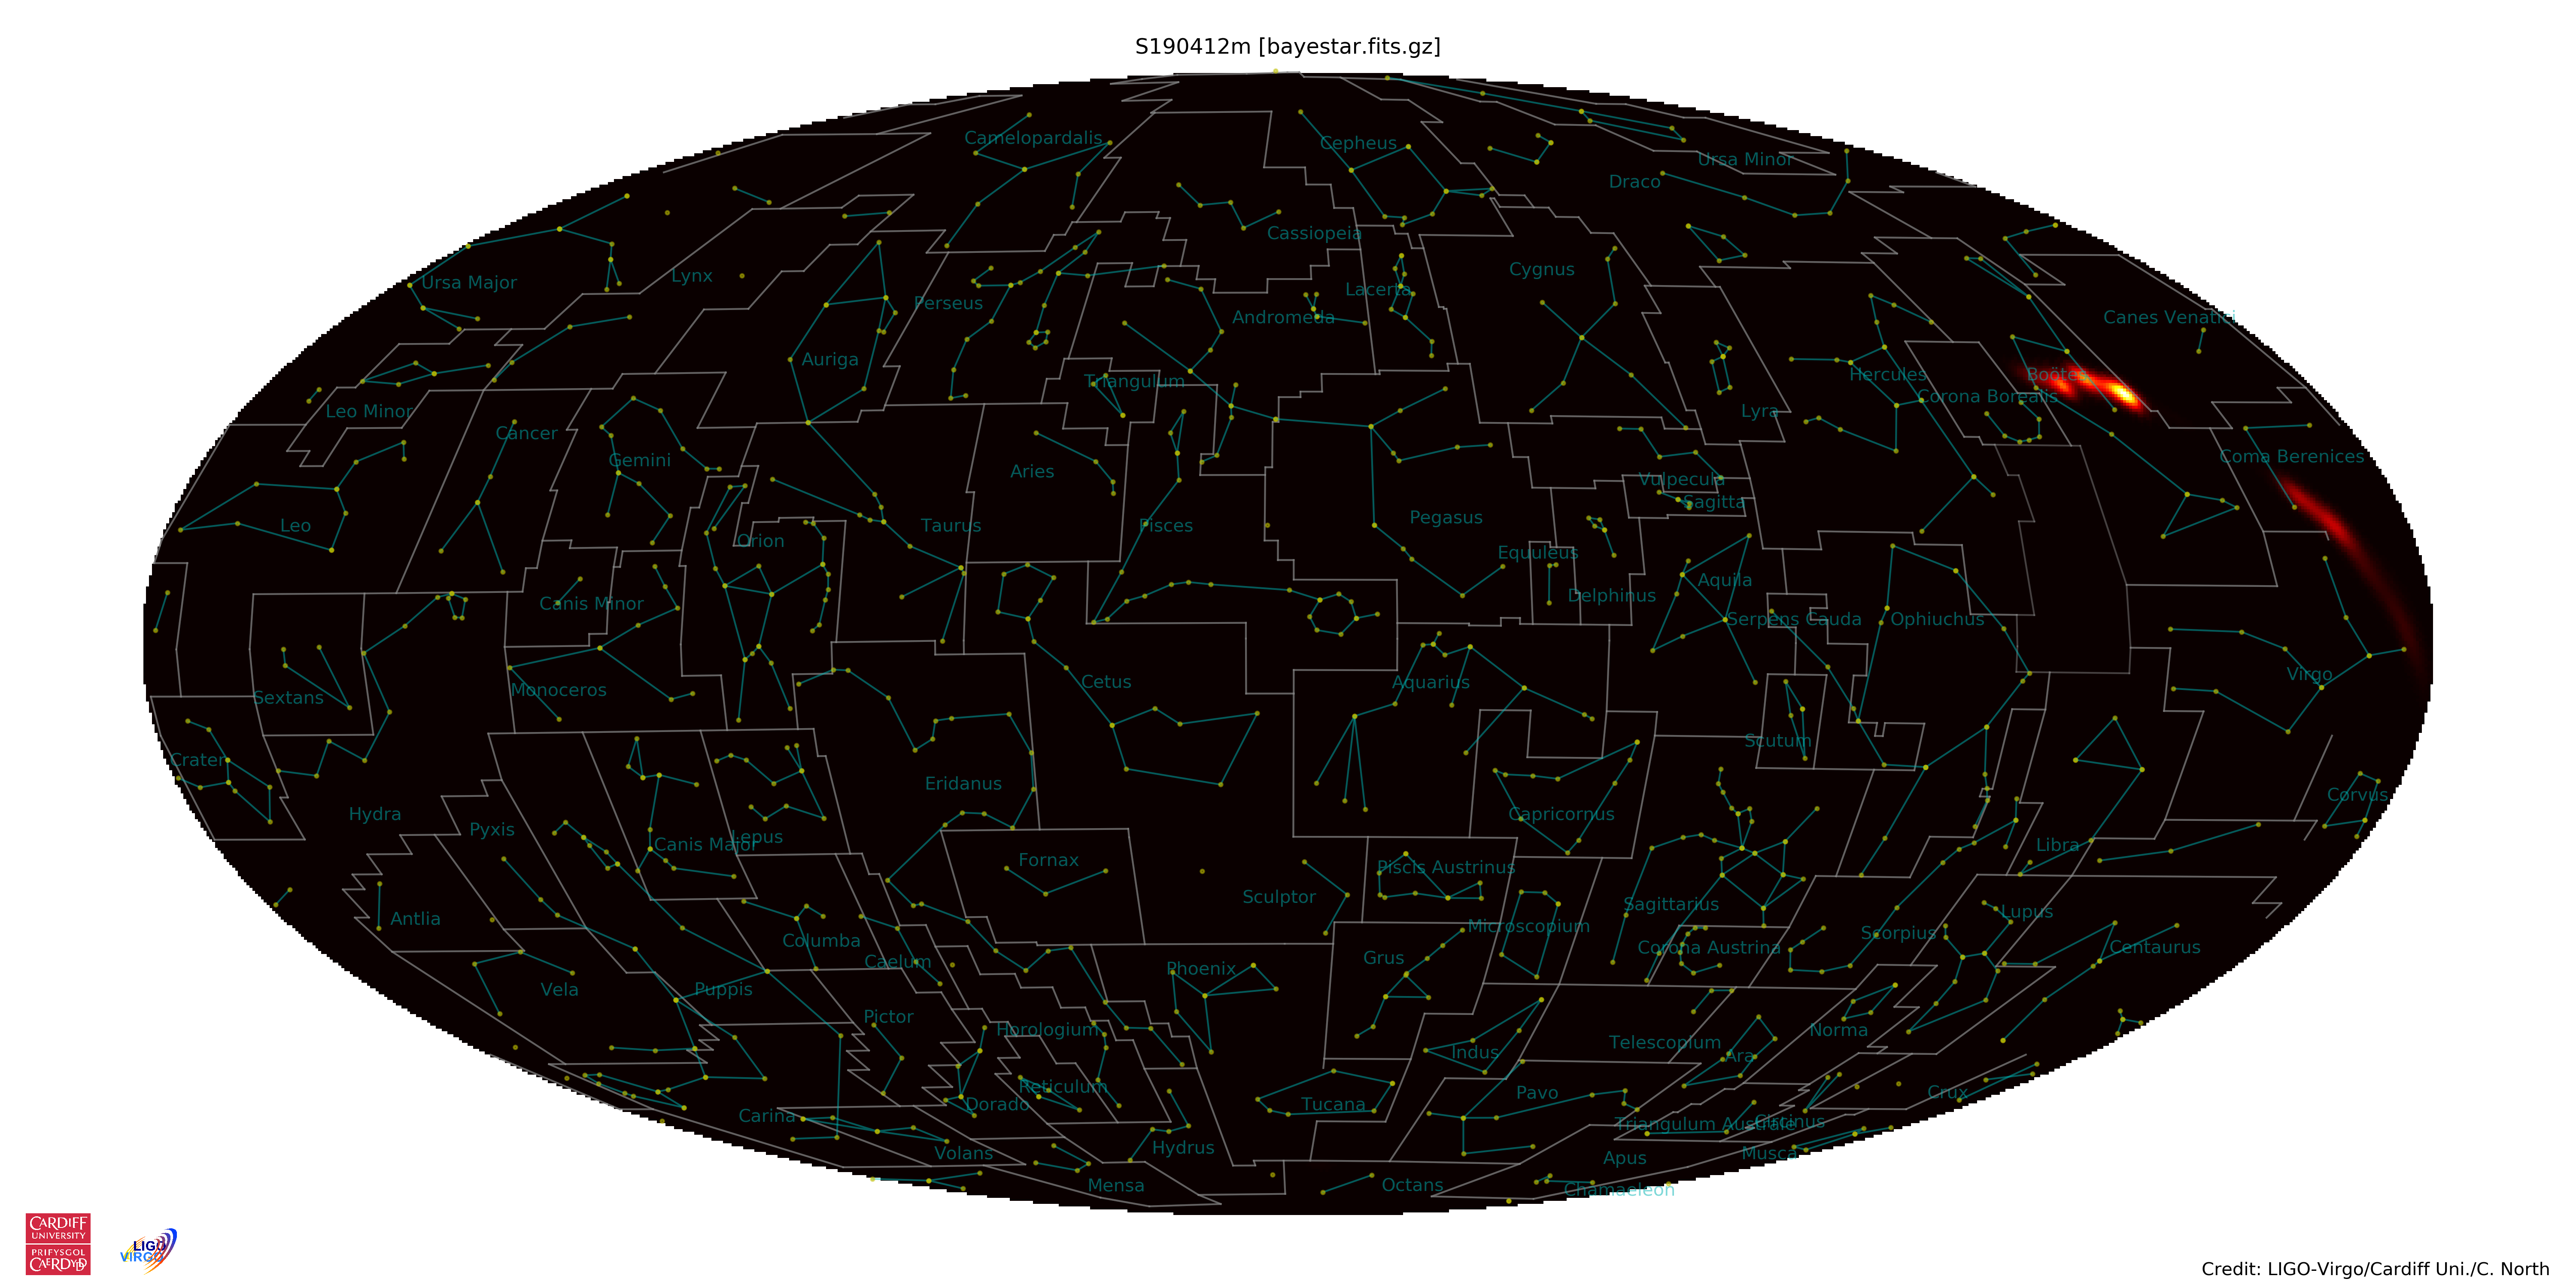 S190412m [bayestar.fits.gz]
Camelopardalis
Cepheus
Ursa Minor
Draco
Cassiopeia
Cygnus
Lynx
Ursa Major
Lacerta
Perseus
Andromeda
Canes Venatici
Auriga
Triangulum
Hercules
Boötes
Corona Borealis
Leo Minor
Lyra
Cancer
Gemini
Coma Berenices
Aries
Vulpecula
Sagitta
Leo
Taurus
Pisces
Pegasus
Orion
Equuleus
Aquila
Delphinus
Canis Minor
Serpens Cauda
Ophiuchus
Virgo
Cetus
Aquarius
Monoceros
Sextans
Scutum
Crater
Eridanus
Corvus
Hydra
Capricornus
Pyxis
Lepus
Canis Major
Libra
Fornax
Piscis Austrinus
Sculptor
Sagittarius
Lupus
Antlia
Microscopium
Scorpius
Columba
Corona Austrina
Centaurus
Caelum
Grus
Phoenix
Vela
Puppis
Pictor
Horologium
Norma
Telescopium
Indus
Ara
Reticulum
Pavo
Crux
Dorado
Tucana
Carina
Triangulum Australe
Circinus
Hydrus
Volans
Musca
Apus
Mensa
Octans
Chamaeleon
CARDIFF
UNIVERSITY
PRIFYSGOL
CAERDYDD
LIGO
VIRGO
Credit: LIGO-Virgo/Cardiff Uni./C. North